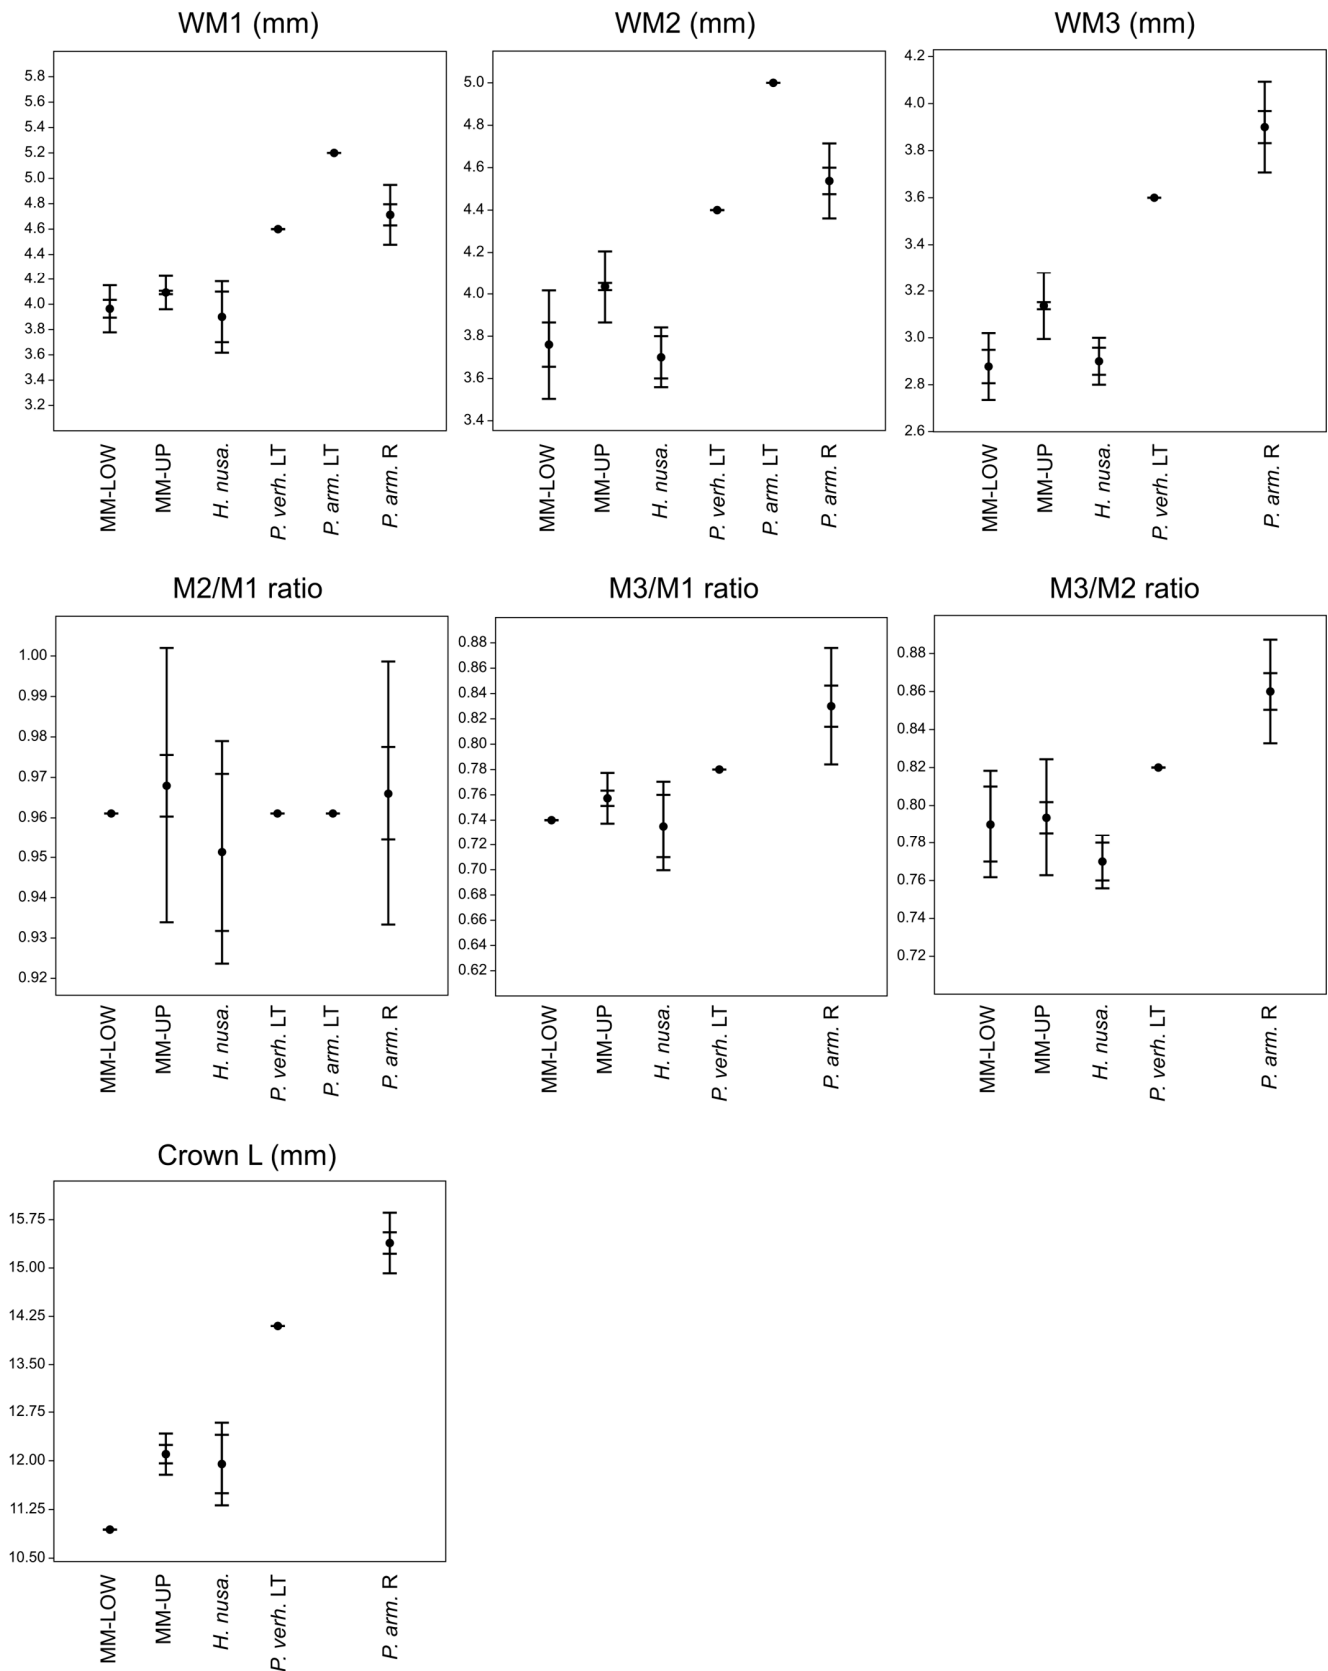 WM1 (mm)
5.8
5.6
5.4
5.2
5.0
4.8
4.6
4.4
4.2
4.0
3.8
3.6
3.4
3.2
MM-LOW
MM-UP
H. nusa.
P. verh. LT
P. arm. LT
P. arm. R
WM2 (mm)
5.0
4.8
4.6
4.4
4.2
4.0
3.8
3.6
3.4
MM-LOW
MM-UP
H. nusa.
P. verh. LT
P. arm. LT
P. arm. R
WM3 (mm)
4.2
4.0
3.8
3.6
3.4
3.2
3.0
2.8
2.6
MM-LOW
MM-UP
H. nusa.
P. verh. LT
P. arm. R
M2/M1 ratio
1.00
0.99
0.98
0.97
0.96
0.95
0.94
0.93
0.92
MM-LOW
MM-UP
H. nusa.
P. verh. LT
P. arm. LT
P. arm. R
M3/M1 ratio
0.88
0.86
0.84
0.82
0.80
0.78
0.76
0.74
0.72
0.70
0.68
0.66
0.64
0.62
MM-LOW
MM-UP
H. nusa.
P. verh. LT
P. arm. R
M3/M2 ratio
0.88
0.86
0.84
0.82
0.80
0.78
0.76
0.74
0.72
MM-LOW
MM-UP
H. nusa.
P. verh. LT
P. arm. R
Crown L (mm)
15.75
15.00
14.25
13.50
12.75
12.00
11.25
10.50
MM-LOW
MM-UP
H. nusa.
P. verh. LT
P. arm. R